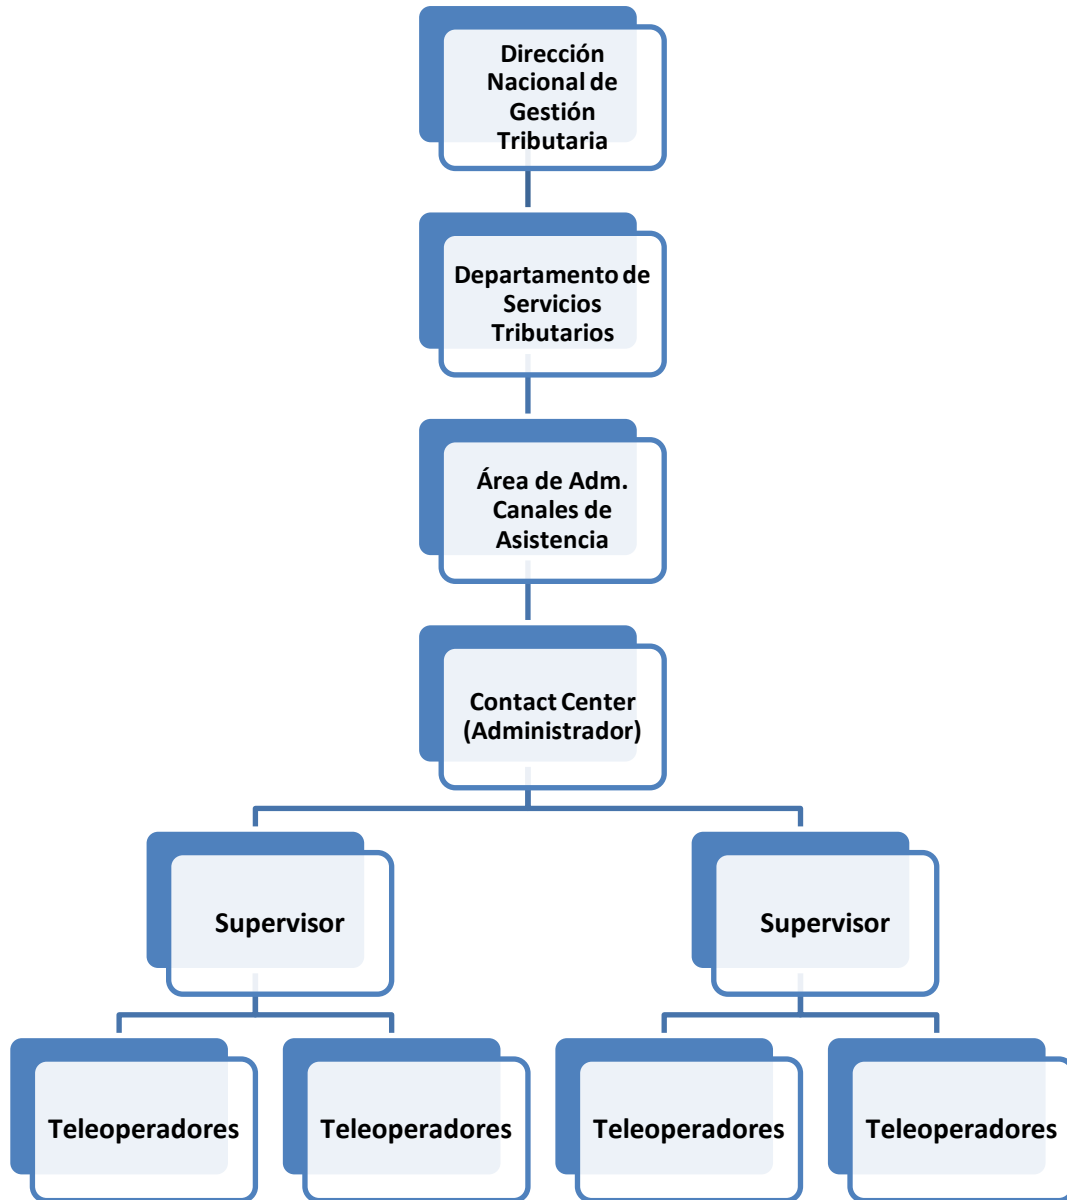 Dirección
Nacional de
Gestión
Tributaria
Departamento de
Servicios
Tributarios
Área de Adm.
Canales de
Asistencia
Contact Center
(Administrador)
Supervisor
Supervisor
Teleoperadores
Teleoperadores
Teleoperadores
Teleoperadores